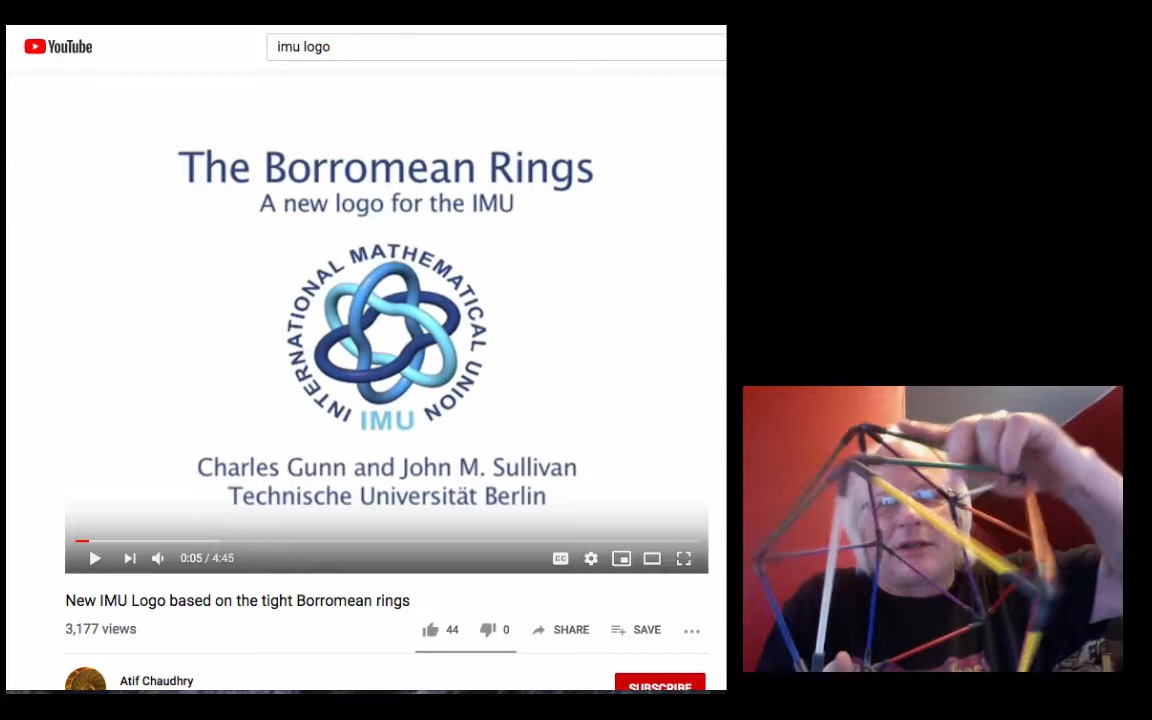 YouTube
imu logo
The Borromean Rings
A new logo for the IMU
INTERNATIONAL MATHEMATICAL UNION
IMU
Charles Gunn and John M. Sullivan
Technische Universität Berlin
0:05 / 4:45
CC
New IMU Logo based on the tight Borromean rings
3,177 views
44
0
SHARE
SAVE
Atif Chaudhry
SUBSCRIBE